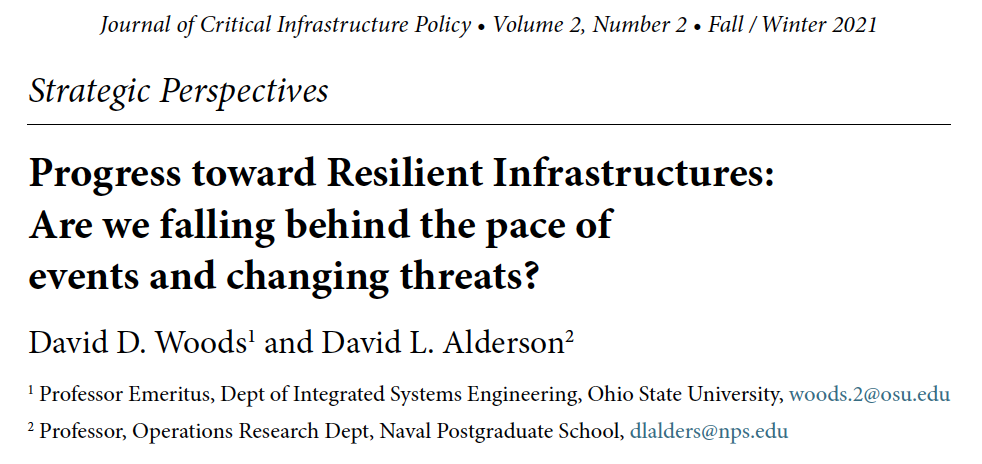 Journal of Critical Infrastructure Policy • Volume 2, Number 2 • Fall / Winter 2021
Strategic Perspectives
Progress toward Resilient Infrastructures:
Are we falling behind the pace of
events and changing threats?
David D. Woods¹ and David L. Alderson²
¹ Professor Emeritus, Dept of Integrated Systems Engineering, Ohio State University, woods.2@osu.edu
² Professor, Operations Research Dept, Naval Postgraduate School, dlalders@nps.edu